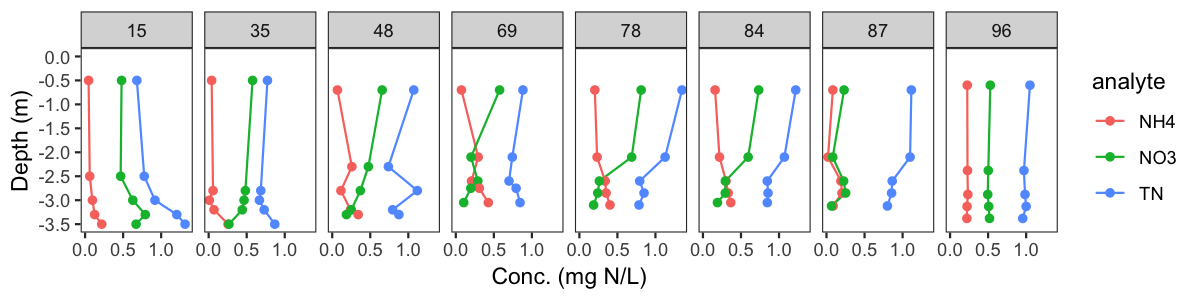 15 35 48 69 78 84 87 96
0.0
-0.5
-1.0
-1.5
-2.0
-2.5
-3.0
-3.5
Depth (m)
0.0 0.5 1.0 0.0 0.5 1.0 0.0 0.5 1.0 0.0 0.5 1.0 0.0 0.5 1.0 0.0 0.5 1.0 0.0 0.5 1.0 0.0 0.5 1.0
Conc. (mg N/L)
analyte
NH4
NO3
TN